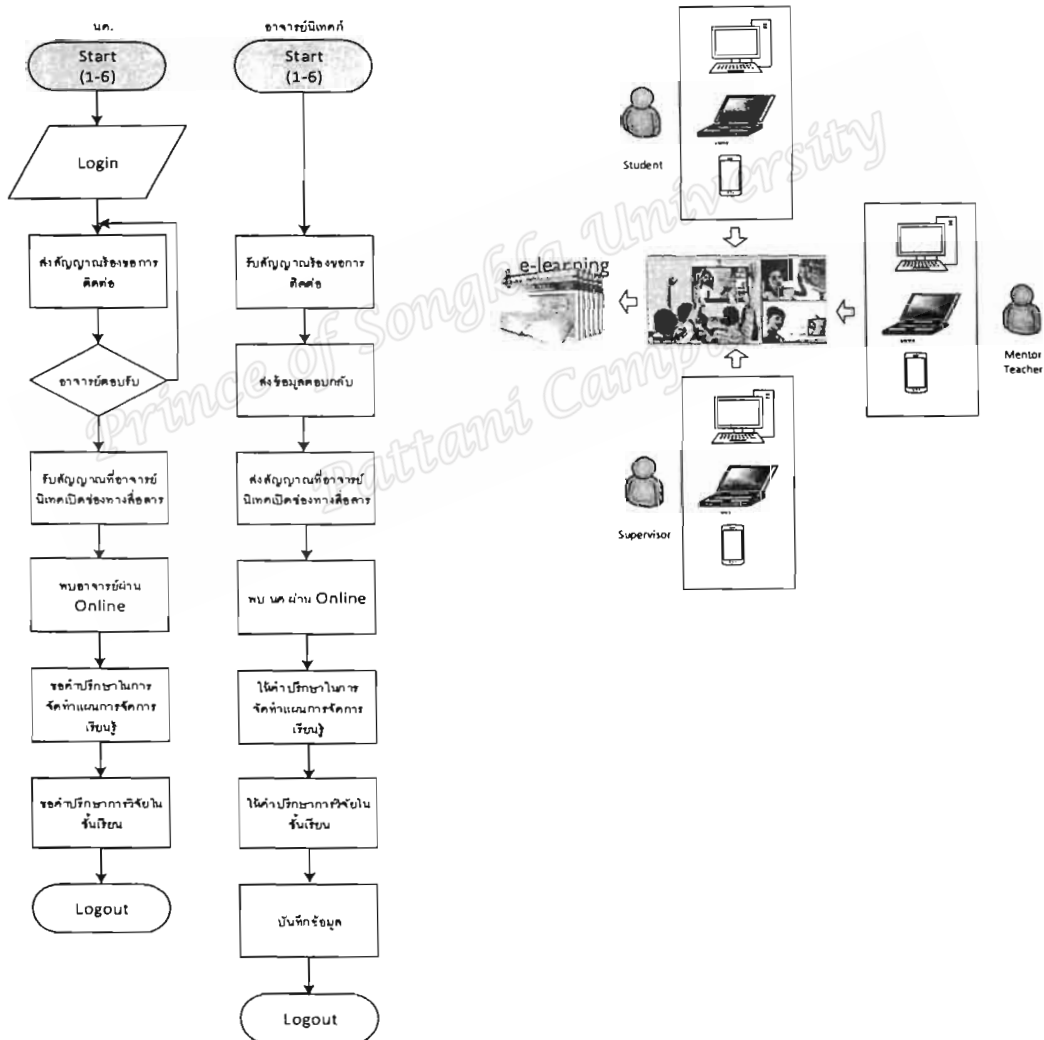 นศ.
Start
(1-6)
Login
ส่งสัญญาณร้องขอการ
ติดต่อ
อาจารย์ตอบรับ
รับสัญญาณที่อาจารย์
นิเทศเปิดช่องทางสื่อสาร
พบอาจารย์ผ่าน
Online
ขอคำปรึกษาในการ
จัดทำแผนการจัดการ
เรียนรู้
ขอคำปรึกษาการวิจัยใน
ชั้นเรียน
Logout
อาจารย์นิเทศก์
Start
(1-6)
รับสัญญาณร้องขอการ
ติดต่อ
ส่งข้อมูลตอบกลับ
ส่งสัญญาณที่อาจารย์
นิเทศเปิดช่องทางสื่อสาร
พบ นศ ผ่าน Online
ให้คำปรึกษาในการ
จัดทำแผนการจัดการ
เรียนรู้
ให้คำปรึกษาการวิจัยใน
ชั้นเรียน
บันทึกข้อมูล
Logout
Student
e-learning
Mentor
Teacher
Supervisor
Prince of Songkla University
Pattani Campus